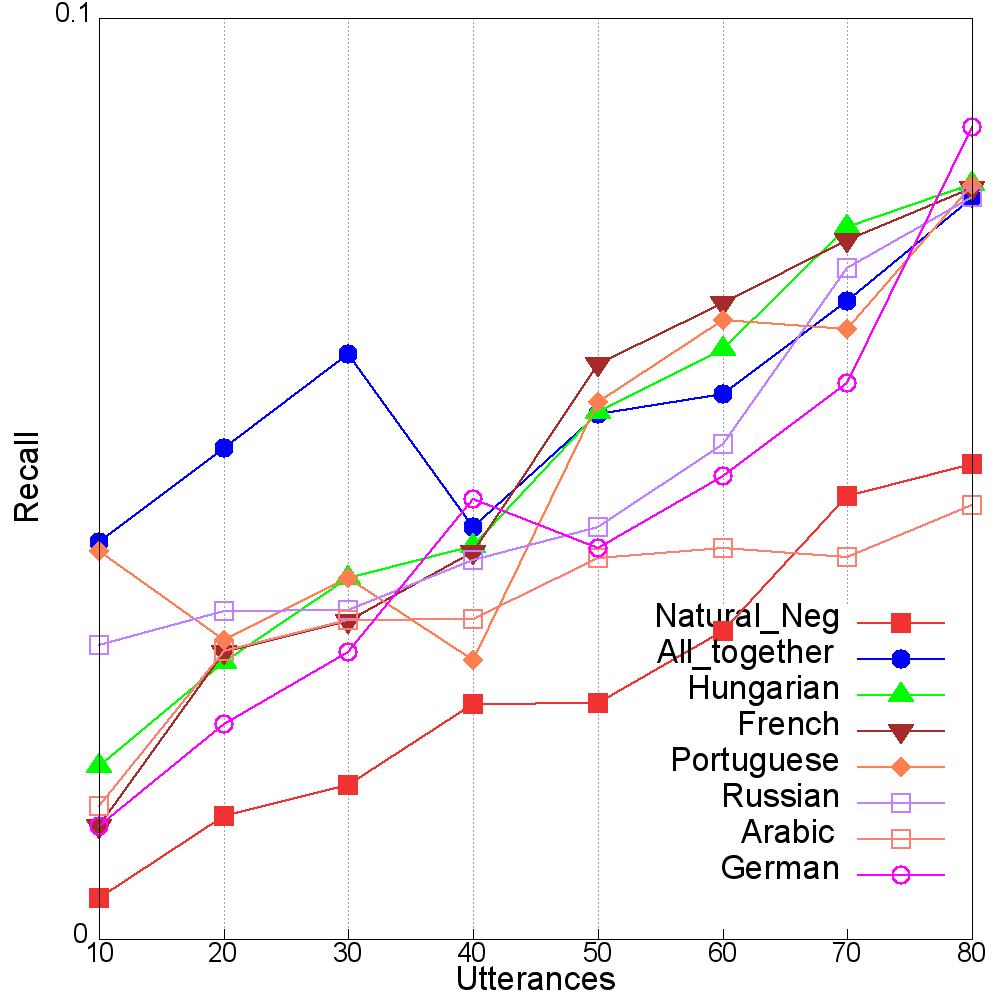 0.1
Recall
Natural_Neg
All_together
Hungarian
French
Portuguese
Russian
Arabic
German
0
10 20 30 40 50 60 70 80
Utterances